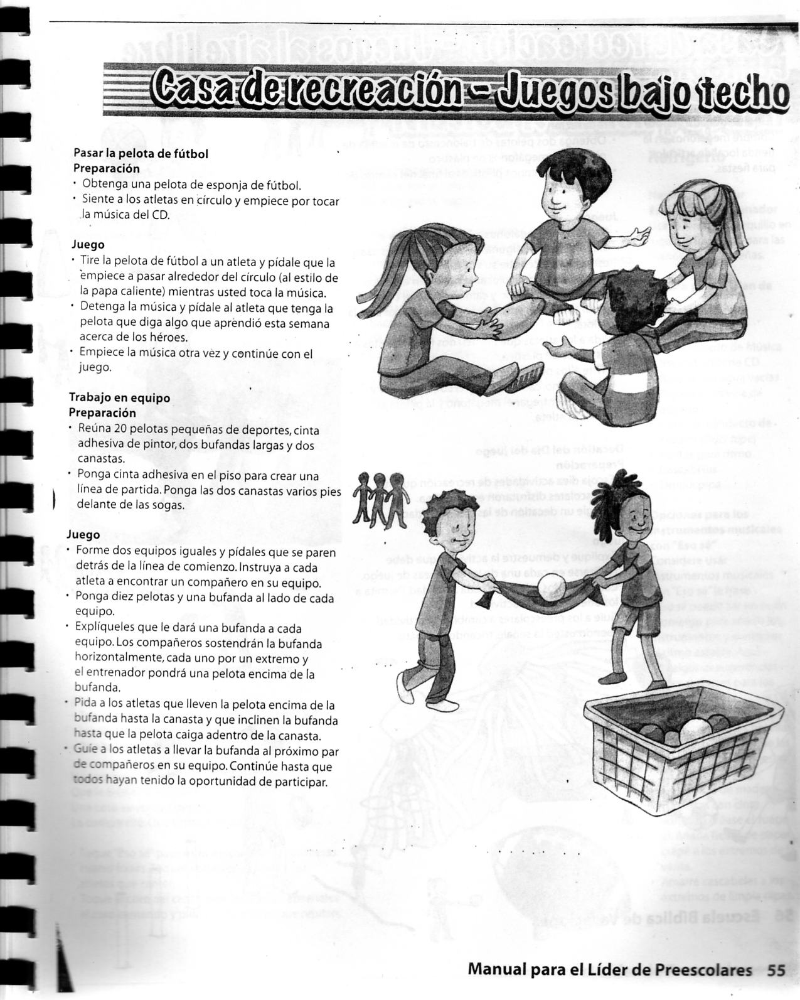 Casa de recreación - Juegos bajo techo
Pasar la pelota de fútbol
Preparación
• Obtenga una pelota de esponja de fútbol.
• Siente a los atletas en círculo y empiece por tocar
la música del CD.
Juego
• Tire la pelota de fútbol a un atleta y pídale que la
empiece a pasar alrededor del círculo (al estilo de
la papa caliente) mientras usted toca la música.
• Detenga la música y pídale al atleta que tenga la
pelota que diga algo que aprendió esta semana
acerca de los héroes.
• Empiece la música otra vez y continúe con el
juego.
Trabajo en equipo
Preparación
• Reúna 20 pelotas pequeñas de deportes, cinta
adhesiva de pintor, dos bufandas largas y dos
canastas.
• Ponga cinta adhesiva en el piso para crear una
línea de partida. Ponga las dos canastas varios pies
delante de las sogas.
Juego
• Forme dos equipos iguales y pídales que se paren
detrás de la línea de comienzo. Instruya a cada
atleta a encontrar un compañero en su equipo.
• Ponga diez pelotas y una bufanda al lado de cada
equipo.
• Explíqueles que le dará una bufanda a cada
equipo. Los compañeros sostendrán la bufanda
horizontalmente, cada uno por un extremo y
el entrenador pondrá una pelota encima de la
bufanda.
• Pida a los atletas que lleven la pelota encima de la
bufanda hasta la canasta y que inclinen la bufanda
hasta que la pelota caiga adentro de la canasta.
• Guíe a los atletas a llevar la bufanda al próximo par
de compañeros en su equipo. Continúe hasta que
todos hayan tenido la oportunidad de participar.
Manual para el Líder de Preescolares 55